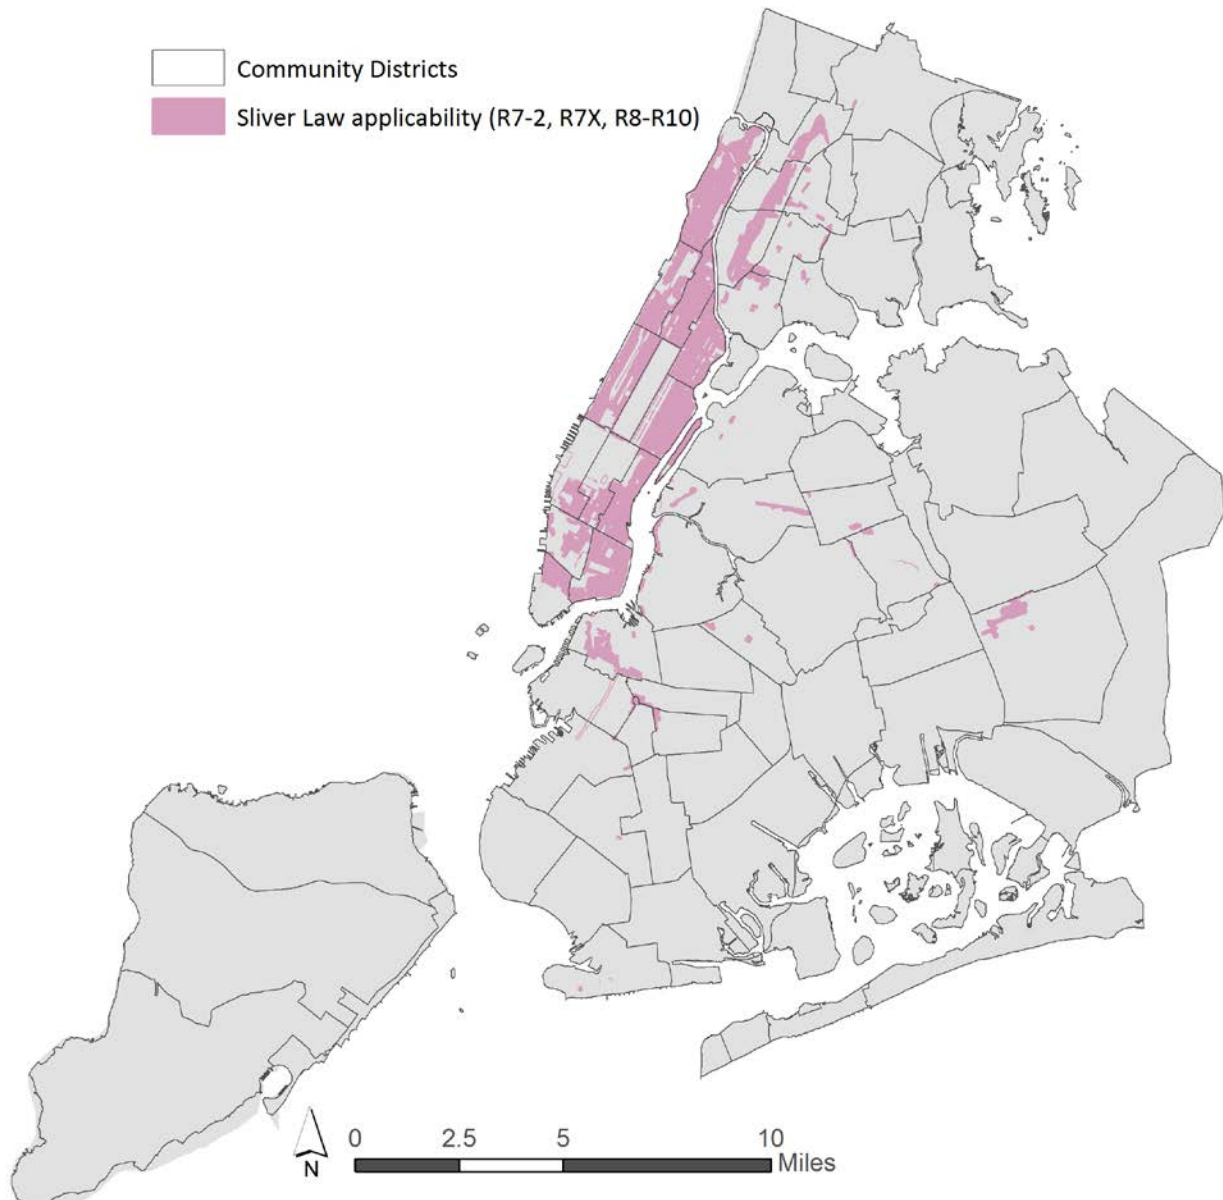 Community Districts
Sliver Law applicability (R7-2, R7X, R8-R10)
N
0 2.5 5 10
Miles